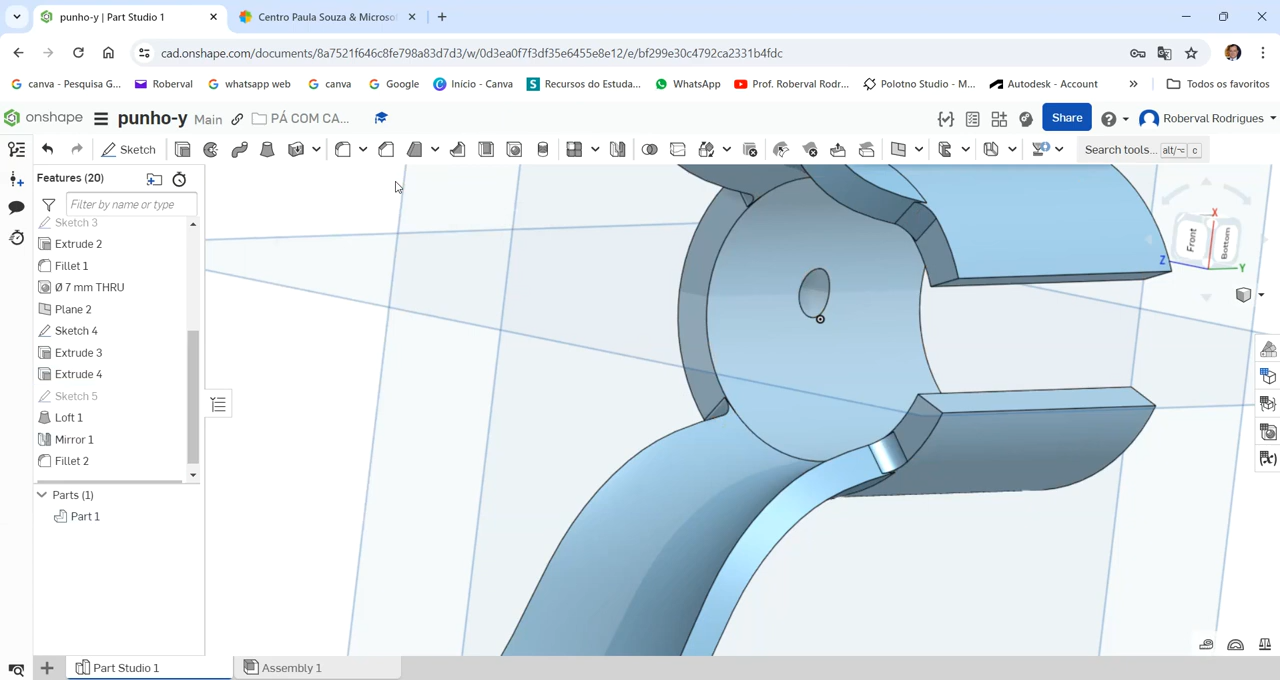 punho-y | Part Studio 1
Centro Paula Souza & Microsof
cad.onshape.com/documents/8a7521f646c8fe798a83d7d3/w/0d3ea0f7f3df35e6455e8e12/e/bf299e30c4792ca2331b4fdc
canva - Pesquisa G...
Roberval
whatsapp web
canva
Google
Início - Canva
Recursos do Estuda...
WhatsApp
Prof. Roberval Rodr...
Polotno Studio - M...
Autodesk - Account
Todos os favoritos
onshape
punho-y
Main
PÁ COM CA...
Share
Roberval Rodrigues
Sketch
Search tools...
alt/⌥
c
Features (20)
Filter by name or type
Sketch 3
Extrude 2
Fillet 1
Ø 7 mm THRU
Plane 2
Sketch 4
Extrude 3
Extrude 4
Sketch 5
Loft 1
Mirror 1
Fillet 2
Parts (1)
Part 1
X
Front
Bottom
Z
Y
Part Studio 1
Assembly 1